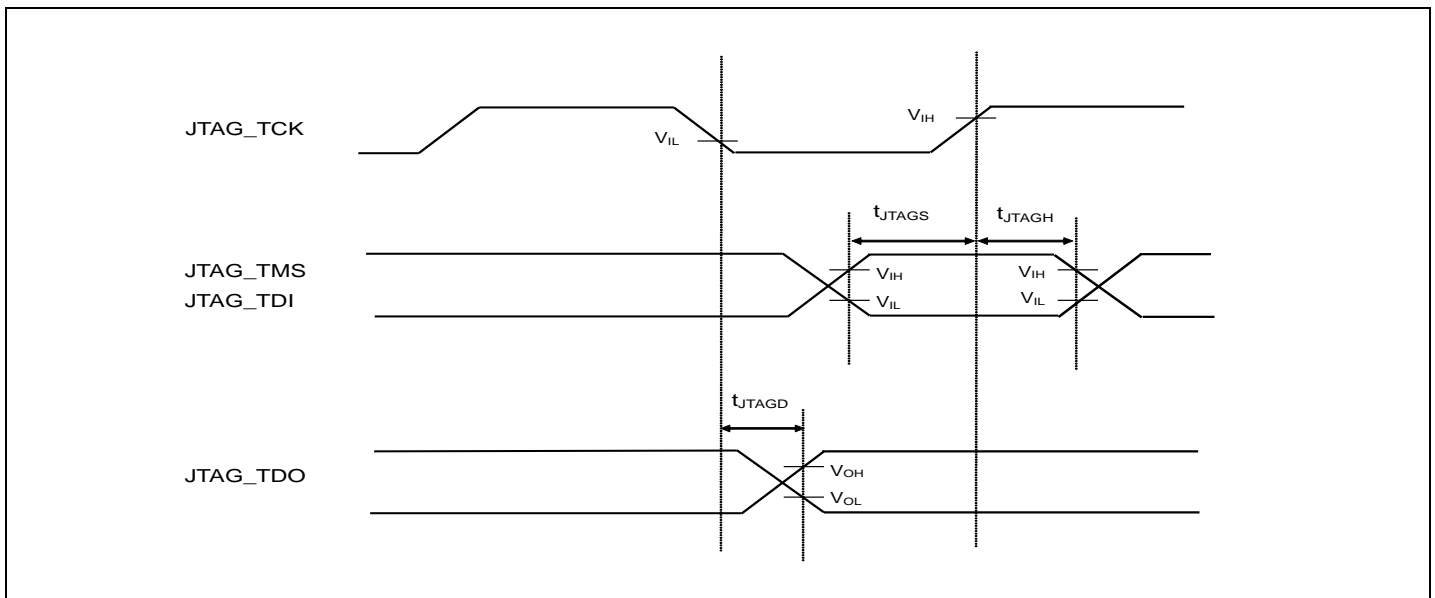 JTAG_TCK
VIL
VIH
tJTAGS
tJTAGH
JTAG_TMS
JTAG_TDI
VIH
VIL
VIH
VIL
tJTAGD
JTAG_TDO
VOH
VOL